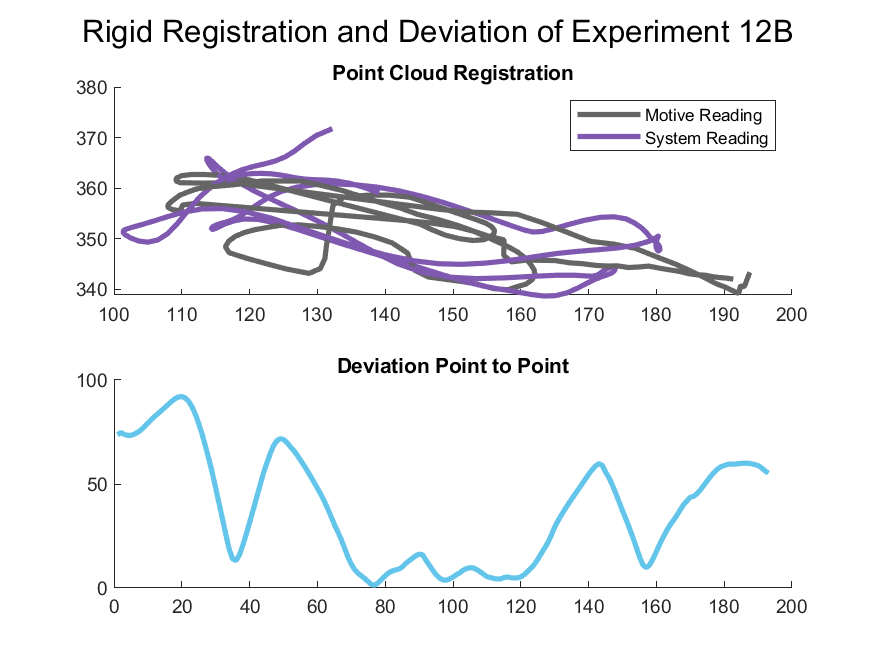 Rigid Registration and Deviation of Experiment 12B
Point Cloud Registration
380
370
360
350
340
Motive Reading
System Reading
100 110 120 130 140 150 160 170 180 190 200
Deviation Point to Point
100
50
0
0 20 40 60 80 100 120 140 160 180 200